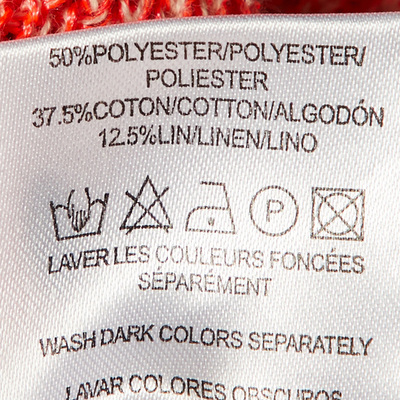 50%POLYESTER/POLYESTER/
POLIESTER
37.5%COTON/COTTON/ALGODÓN
12.5%LIN/LINEN/LINO
P
LAVER LES COULEURS FONCÉES
SÉPARÉMENT
WASH DARK COLORS SEPARATELY
LAVAR COLORES OBSCUROS